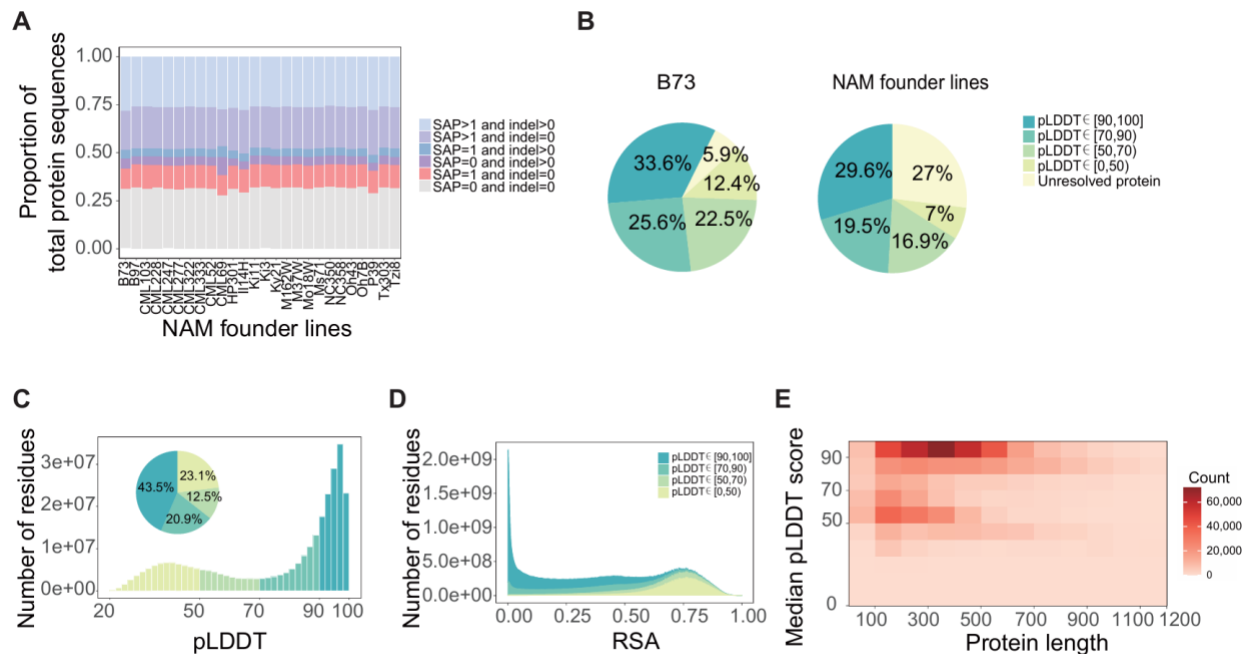 A
Proportion of
total protein sequences
1.00
0.75
0.50
0.25
0.00
B73
B97
CML103
CML228
CML247
CML277
CML322
CML333
CML52
CML69
HP301
Il14H
Ki11
Ki3
Ky21
M162W
M37W
Mo18W
Ms71
NC350
NC358
Oh43
Oh7B
P39
Tx303
Tzi8
NAM founder lines
SAP>1 and indel>0
SAP>1 and indel=0
SAP=1 and indel>0
SAP=0 and indel>0
SAP=1 and indel=0
SAP=0 and indel=0
B
B73
33.6%
5.9%
12.4%
22.5%
25.6%
NAM founder lines
29.6%
27%
7%
16.9%
19.5%
pLDDT∈[90,100]
pLDDT∈[70,90)
pLDDT∈[50,70)
pLDDT∈[0,50)
Unresolved protein
C
Number of residues
3e+07
2e+07
1e+07
0e+00
43.5%
23.1%
12.5%
20.9%
20
50
70
90
100
pLDDT
D
Number of residues
2.0e+09
1.5e+09
1.0e+09
5.0e+08
0.0e+00
pLDDT∈[90,100]
pLDDT∈[70,90)
pLDDT∈[50,70)
pLDDT∈[0,50)
0.00
0.25
0.50
0.75
1.00
RSA
E
Median pLDDT score
90
70
50
0
100
300
500
700
900
1100
1200
Protein length
Count
60,000
40,000
20,000
0